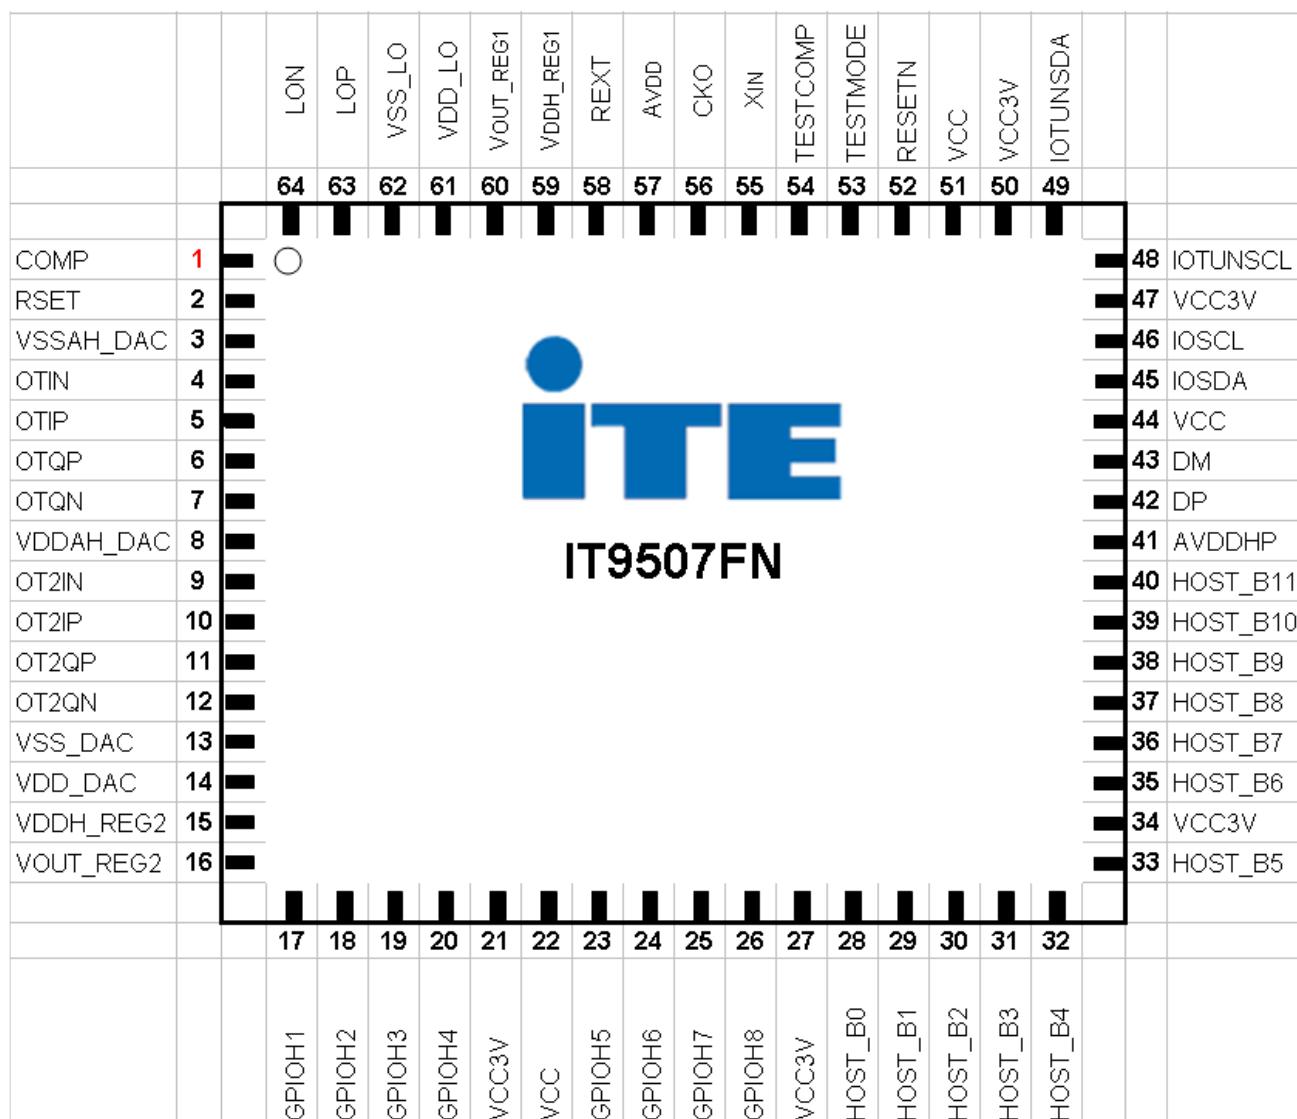 LON LOP VSS_LO VDD_LO VOUT_REG1 VDDH_REG1 REXT AVDD CKO XIN TESTCOMP TESTMODE RESETN VCC VCC3V IOTUNSDA
64 63 62 61 60 59 58 57 56 55 54 53 52 51 50 49
COMP 1 48 IOTUNSCL
RSET 2 47 VCC3V
VSSAH_DAC 3 46 IOSCL
OTIN 4 45 IOSDA
OTIP 5 44 VCC
OTQP 6 43 DM
OTQN 7 42 DP
VDDAH_DAC 8 41 AVDDHP
OT2IN 9 40 HOST_B11
OT2IP 10 39 HOST_B10
OT2QP 11 38 HOST_B9
OT2QN 12 37 HOST_B8
VSS_DAC 13 36 HOST_B7
VDD_DAC 14 35 HOST_B6
VDDH_REG2 15 34 VCC3V
VOUT_REG2 16 33 HOST_B5
iTE
IT9507FN
17 18 19 20 21 22 23 24 25 26 27 28 29 30 31 32
GPIOH1 GPIOH2 GPIOH3 GPIOH4 VCC3V VCC GPIOH5 GPIOH6 GPIOH7 GPIOH8 VCC3V HOST_B0 HOST_B1 HOST_B2 HOST_B3 HOST_B4